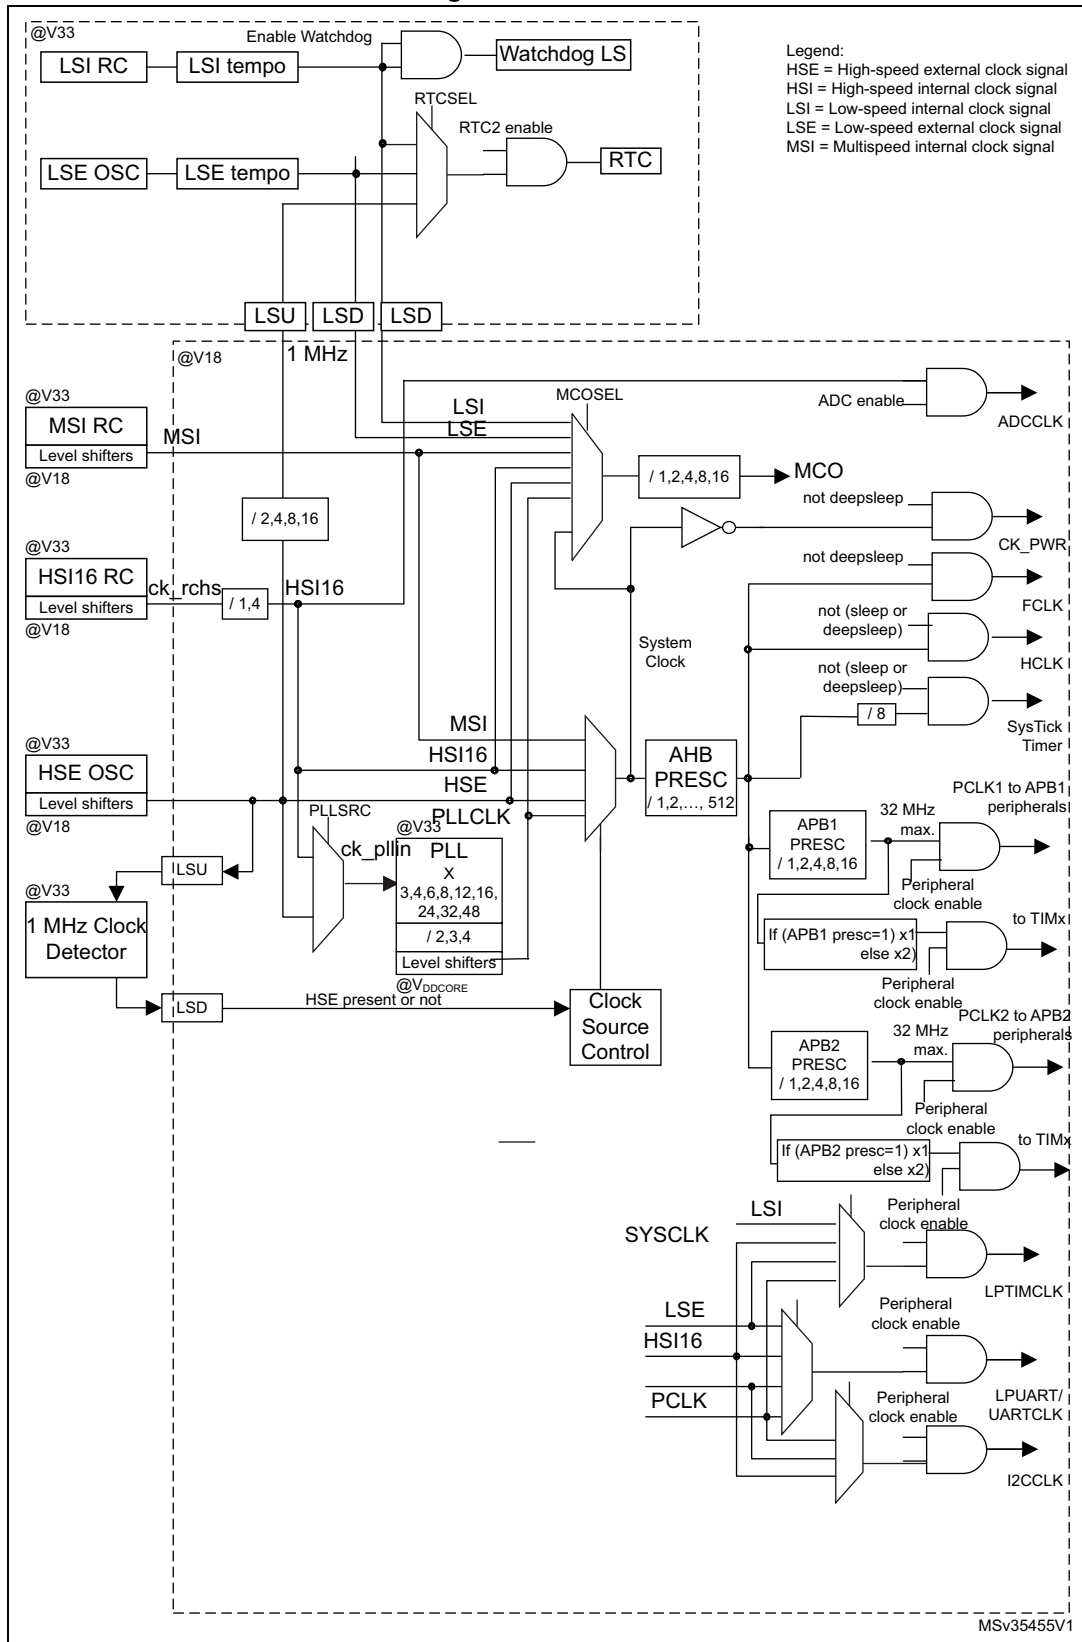 @V33
Enable Watchdog
LSI RC
LSI tempo
Watchdog LS
Legend:
HSE = High-speed external clock signal
HSI = High-speed internal clock signal
LSI = Low-speed internal clock signal
LSE = Low-speed external clock signal
MSI = Multispeed internal clock signal
RTCSEL
RTC2 enable
LSE OSC
LSE tempo
RTC
LSU
LSD
LSD
@V18
1 MHz
@V33
MSI RC
Level shifters
@V18
MSI
LSI
LSE
MCOSEL
ADC enable
ADCCLK
/ 1,2,4,8,16
MCO
/ 2,4,8,16
not deepsleep
CK_PWR
@V33
HSI16 RC
Level shifters
@V18
ck_rchs
/ 1,4
HSI16
not deepsleep
FCLK
System
Clock
not (sleep or
deepsleep)
HCLK
not (sleep or
deepsleep)
/ 8
SysTick
Timer
@V33
HSE OSC
Level shifters
@V18
MSI
HSI16
HSE
PLLCLK
AHB
PRESC
/ 1,2,..., 512
PCLK1 to APB1
peripherals
32 MHz
max.
APB1
PRESC
/ 1,2,4,8,16
Peripheral
clock enable
PLLSRC
ck_pllin
@V33
PLL
X
3,4,6,8,12,16,
24,32,48
/ 2,3,4
Level shifters
@VDDCORE
LSU
@V33
1 MHz Clock
Detector
LSD
HSE present or not
Clock
Source
Control
If (APB1 presc=1) x1
else x2)
to TIMx
Peripheral
clock enable
PCLK2 to APB2
peripherals
32 MHz
max.
APB2
PRESC
/ 1,2,4,8,16
Peripheral
clock enable
If (APB2 presc=1) x1
else x2)
to TIMx
Peripheral
clock enable
LSI
SYSCLK
LPTIMCLK
LSE
HSI16
PCLK
Peripheral
clock enable
LPUART/
UARTCLK
Peripheral
clock enable
I2CCLK
MSv35455V1